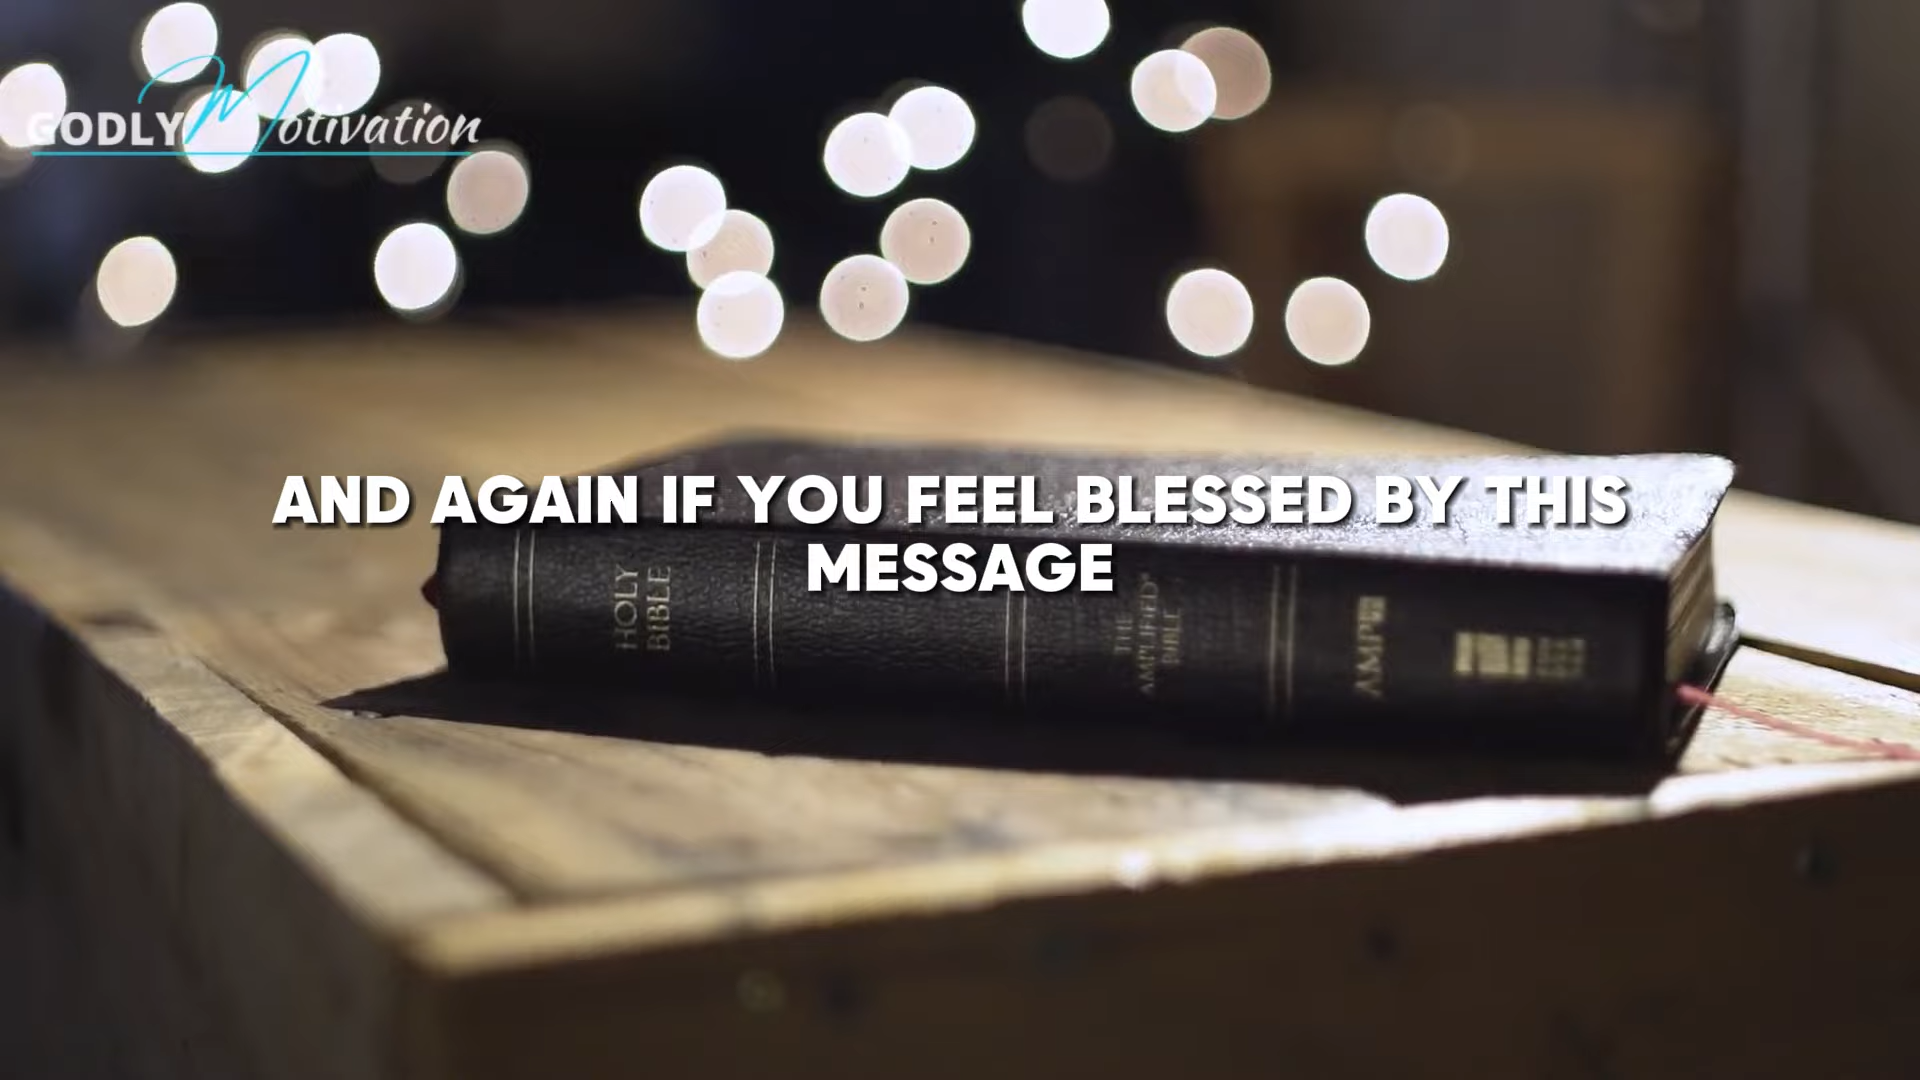 GODLY Motivation
AND AGAIN IF YOU FEEL BLESSED BY THIS
MESSAGE
HOLY
BIBLE
THE
AMPLIFIED®
BIBLE
AMP